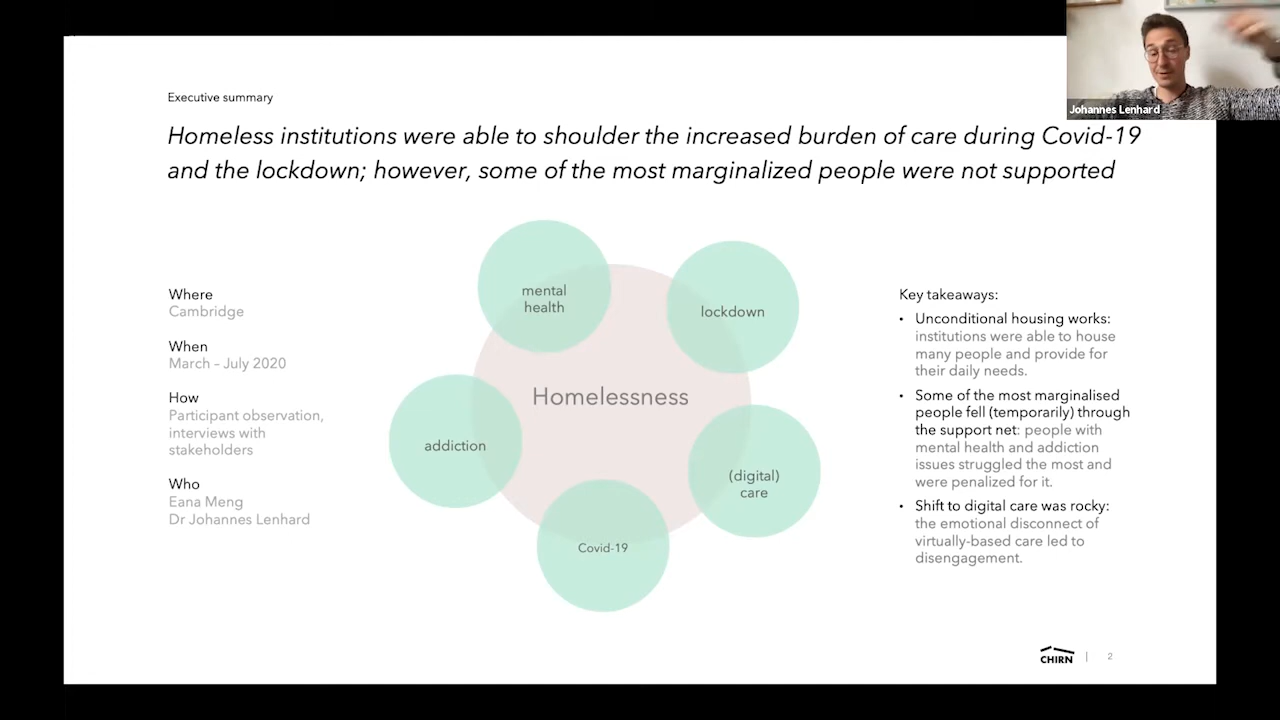 Johannes Lenhard
Executive summary
Homeless institutions were able to shoulder the increased burden of care during Covid-19
and the lockdown; however, some of the most marginalized people were not supported
Where
Cambridge
When
March – July 2020
How
Participant observation,
interviews with
stakeholders
Who
Eana Meng
Dr Johannes Lenhard
mental
health
lockdown
Homelessness
addiction
(digital)
care
Covid-19
Key takeaways:
• Unconditional housing works:
institutions were able to house
many people and provide for
their daily needs.
• Some of the most marginalised
people fell (temporarily) through
the support net: people with
mental health and addiction
issues struggled the most and
were penalized for it.
• Shift to digital care was rocky:
the emotional disconnect of
virtually-based care led to
disengagement.
CHIRN | 2